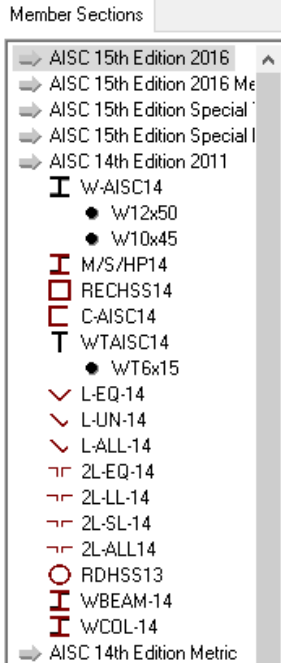 Member Sections
AISC 15th Edition 2016
AISC 15th Edition 2016 Me
AISC 15th Edition Special
AISC 15th Edition Special
AISC 14th Edition 2011
W-AISC14
W12x50
W10x45
M/S/HP14
RECHSS14
C-AISC14
WTAISC14
WT6x15
L-EQ-14
L-UN-14
L-ALL-14
2L-EQ-14
2L-LL-14
2L-SL-14
2L-ALL14
RDHSS13
WBEAM-14
WCOL-14
AISC 14th Edition Metric